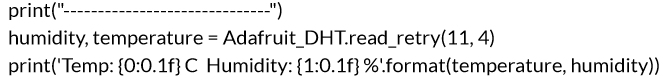 print("------------------------------")
humidity, temperature = Adafruit_DHT.read_retry(11, 4)
print('Temp: {0:0.1f} C  Humidity: {1:0.1f} %'.format(temperature, humidity))